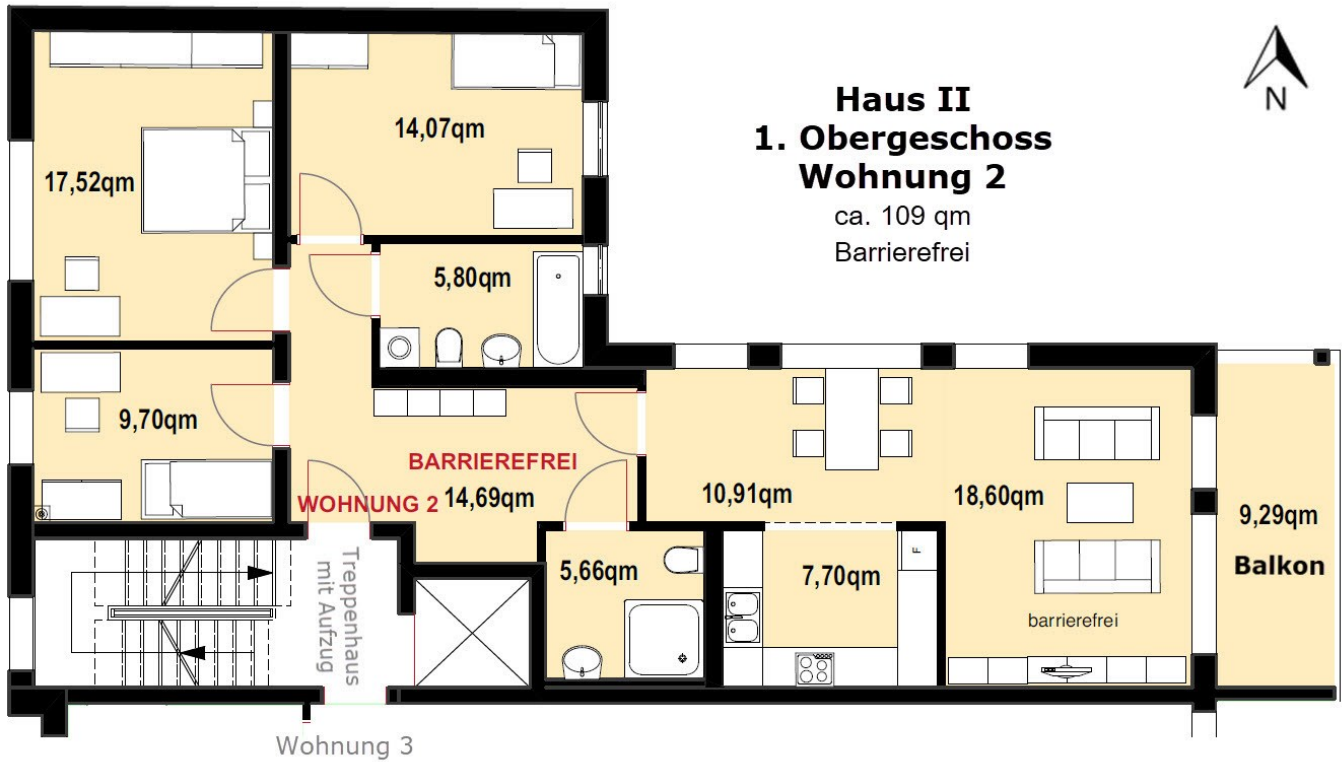 Haus II
1. Obergeschoss
Wohnung 2
ca. 109 qm
Barrierefrei
N
14,07qm
17,52qm
5,80qm
9,70qm
BARRIEREFREI
WOHNUNG 2
14,69qm
10,91qm
18,60qm
9,29qm
Balkon
5,66qm
7,70qm
F
barrierefrei
Treppenhaus
mit Aufzug
Wohnung 3